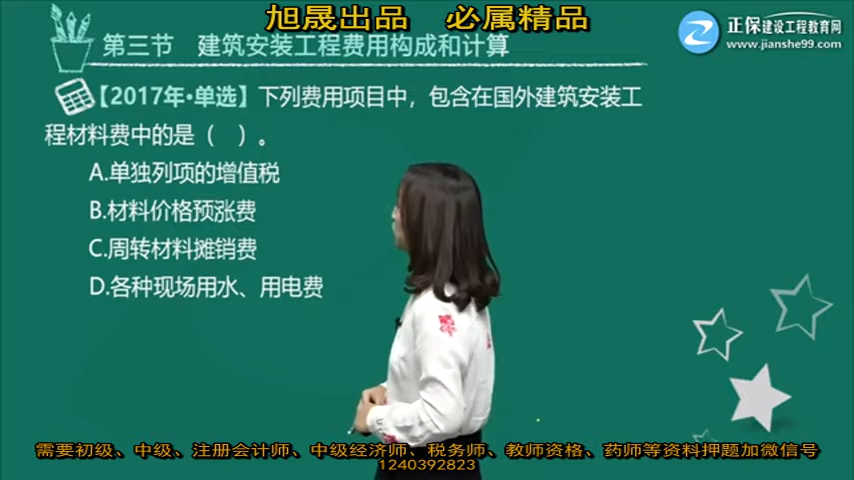 旭晟出品 必属精品
正保建设工程教育网
www.jianshe99.com
第三节 建筑安装工程费用构成和计算
【2017年·单选】下列费用项目中，包含在国外建筑安装工
程材料费中的是（ ）。
A.单独列项的增值税
B.材料价格预涨费
C.周转材料摊销费
D.各种现场用水、用电费
需要初级、中级、注册会计师、中级经济师、税务师、教师资格、药师等资料押题加微信号
1240392823